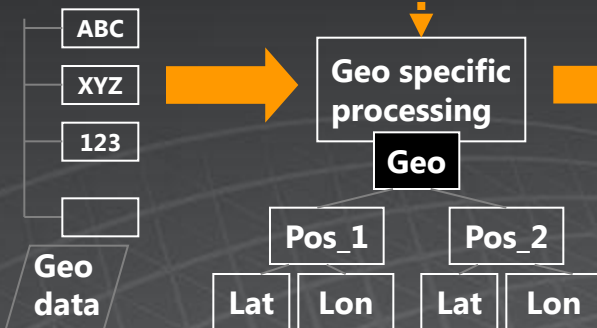 ABC
XYZ
123
Geo
data
Geo specific
processing
Geo
Pos_1
Pos_2
Lat
Lon
Lat
Lon